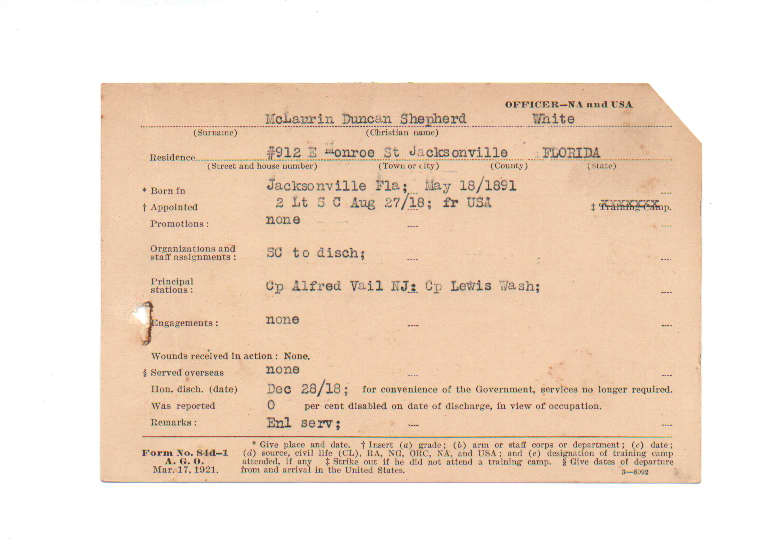 OFFICER—NA and USA
McLaurin Duncan Shepherd White
(Surname) (Christian name)
Residence #912 E Monroe St Jacksonville FLORIDA
(Street and house number) (Town or city) (County) (State)
* Born in Jacksonville Fla; May 18/1891
† Appointed 2 Lt S C Aug 27/18; fr USA ‡ Training Camp.
Promotions: none
Organizations and
staff assignments: SC to disch;
Principal
stations: Cp Alfred Vail NJ; Cp Lewis Wash;
Engagements: none
Wounds received in action: None.
§ Served overseas none
Hon. disch. (date) Dec 28/18; for convenience of the Government, services no longer required.
Was reported 0 per cent disabled on date of discharge, in view of occupation.
Remarks: Enl serv;
Form No. 84d-1
A. G. O.
Mar. 17, 1921.
* Give place and date. † Insert (a) grade; (b) arm or staff corps or department; (c) date;
(d) source, civil life (CL), RA, NG, ORC, NA, and USA; and (e) designation of training camp
attended, if any ‡ Strike out if he did not attend a training camp. § Give dates of departure
from and arrival in the United States.